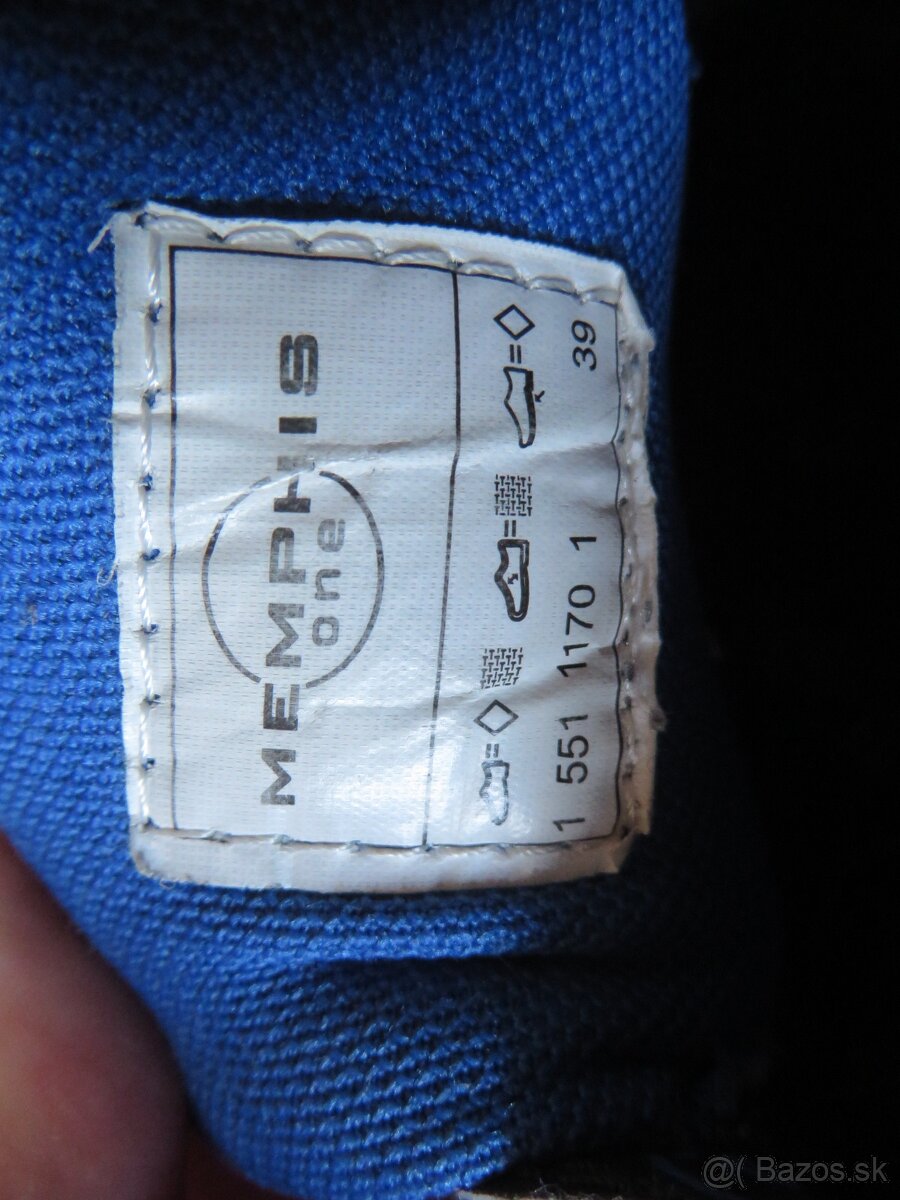 MEMPHIS
one
1 551 1170 1 39
@( Bazos.sk